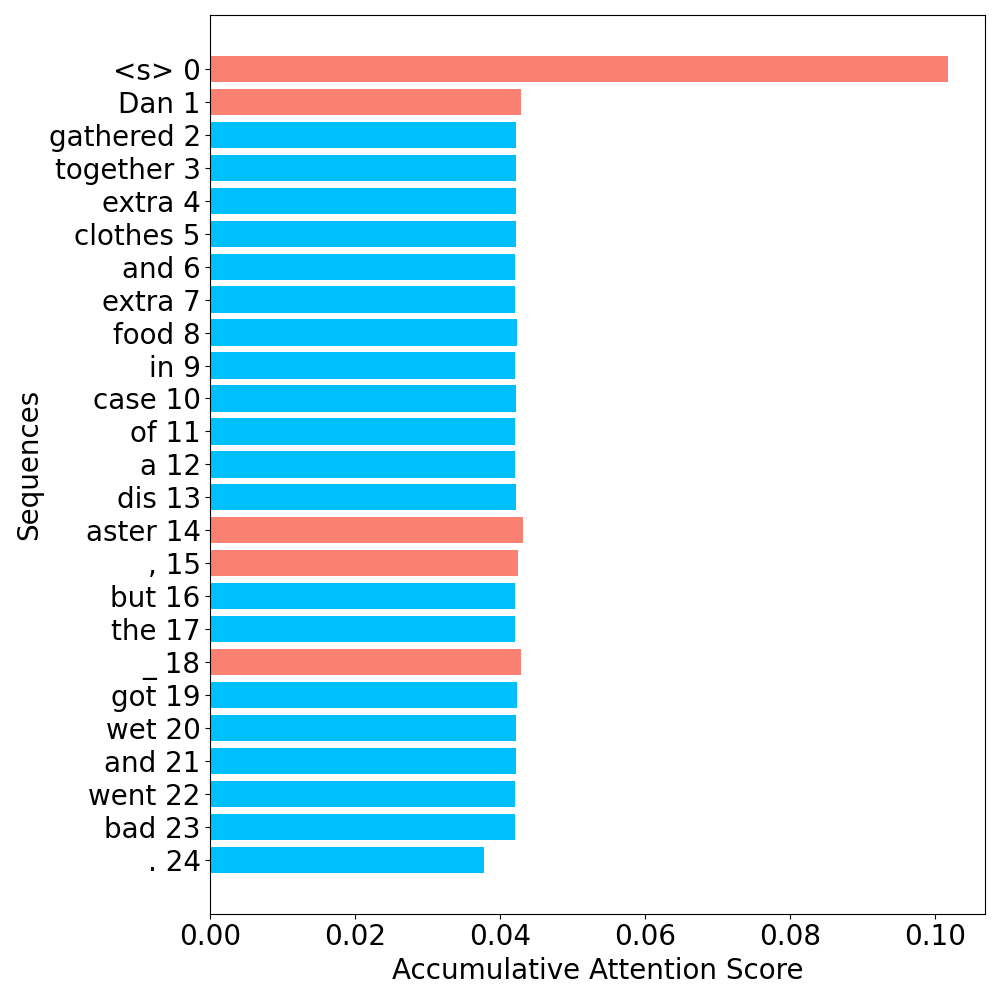 <s> 0
Dan 1
gathered 2
together 3
extra 4
clothes 5
and 6
extra 7
food 8
in 9
case 10
of 11
a 12
dis 13
aster 14
, 15
but 16
the 17
_ 18
got 19
wet 20
and 21
went 22
bad 23
. 24
Sequences
0.00 0.02 0.04 0.06 0.08 0.10
Accumulative Attention Score